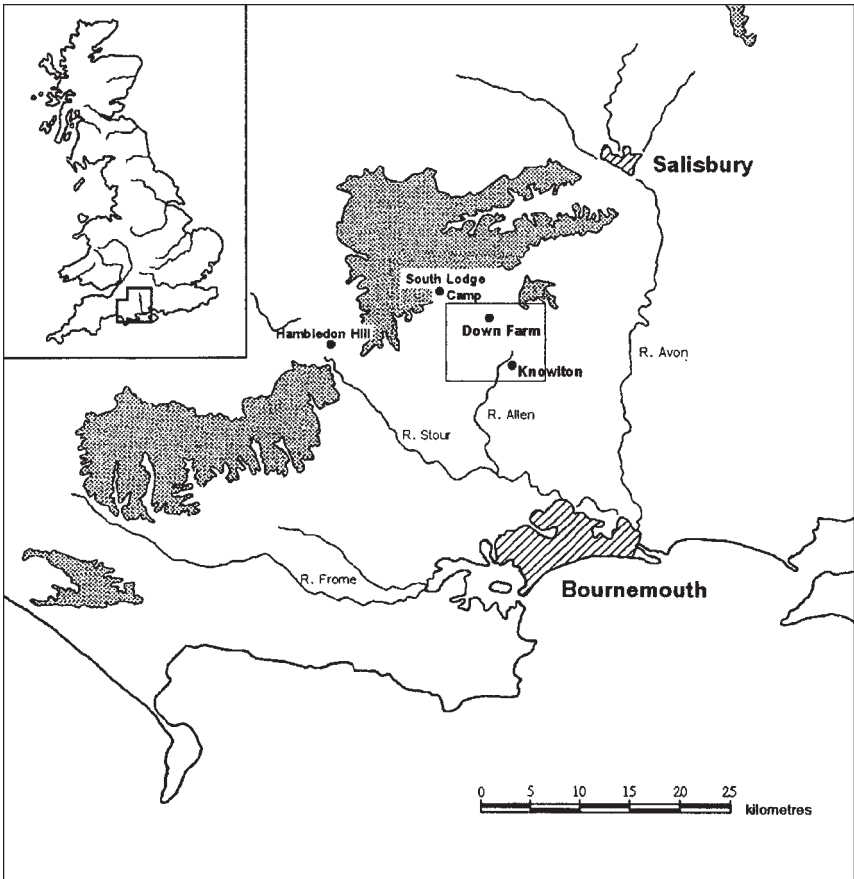 Salisbury
South Lodge
Camp
Down Farm
Hambledon Hill
R. Avon
Knowlton
R. Allen
R. Stour
R. Frome
Bournemouth
0 5 10 15 20 25
kilometres